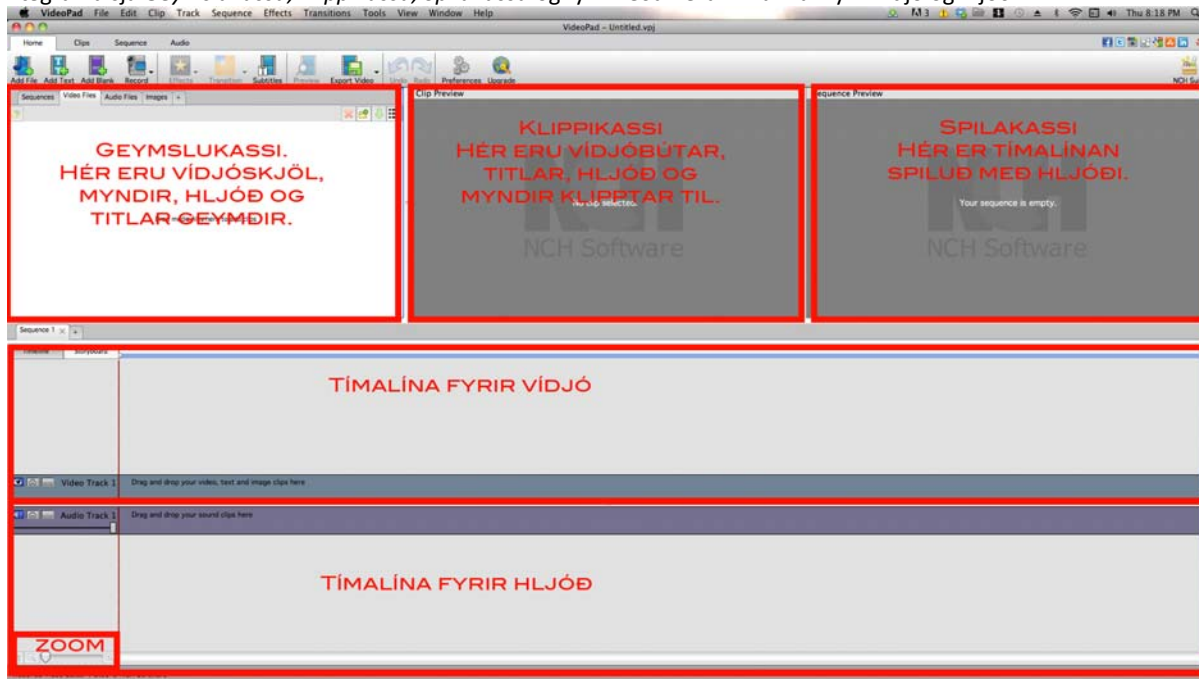 VideoPad File Edit Clip Track Sequence Effects Transitions Tools View Window Help
Thu 8:18 PM
VideoPad – Untitled.vpj
Home Clips Sequence Audio
Add File Add Text Add Blank Record Effects Transition Subtitles Preview Export Video Undo Redo Preferences Upgrade
Sequences Video Files Audio Files Images +
Clip Preview
Sequence Preview
GEYMSLUKASSI.
HÉR ERU VÍDJÓSKJÖL,
MYNDIR, HLJÓÐ OG
TITLAR GEYMDIR.
KLIPPIKASSI
HÉR ERU VÍDJÓBÚTAR,
TITLAR, HLJÓÐ OG
MYNDIR KLIPPTAR TIL.
No clip selected.
NCH Software
SPILAKASSI
HÉR ER TÍMALÍNAN
SPILUÐ MEÐ HLJÓÐI.
Your sequence is empty.
NCH Software
Sequence 1 × +
Timeline Storyboard
TÍMALÍNA FYRIR VÍDJÓ
Video Track 1 Drag and drop your video, text and image clips here
Audio Track 1 Drag and drop your sound clips here
TÍMALÍNA FYRIR HLJÓÐ
ZOOM